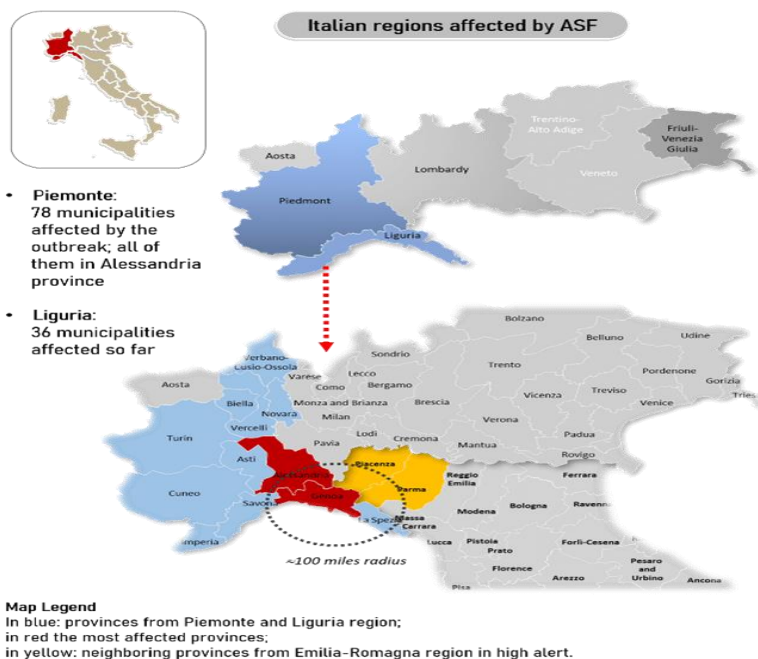 Italian regions affected by ASF
Aosta
Piedmont
Liguria
Lombardy
Trentino-
Alto Adige
Veneto
Friuli-
Venezia
Giulia
• Piemonte:
78 municipalities
affected by the
outbreak; all of
them in Alessandria
province
• Liguria:
36 municipalities
affected so far
Bolzano
Verbano-
Cusio-Ossola
Sondrio
Belluno
Udine
Aosta
Varese
Lecco
Trento
Pordenone
Como
Bergamo
Gorizia
Biella
Monza and Brianza
Brescia
Vicenza
Treviso
Tries
Novara
Milan
Venice
Vercelli
Verona
Turin
Pavia
Lodi
Cremona
Mantua
Padua
Rovigo
Asti
Piacenza
Reggio
Emilia
Ferrara
Cuneo
Genoa
Parma
Savona
Modena
Bologna
Ravenn
La Spezia
Massa
Carrara
Imperia
Lucca
Pistoia
Prato
Forlì-Cesena
≈100 miles radius
Florence
Pesaro
and
Urbino
Pisa
Arezzo
Ancona
Map Legend
In blue: provinces from Piemonte and Liguria region;
in red the most affected provinces;
in yellow: neighboring provinces from Emilia-Romagna region in high alert.